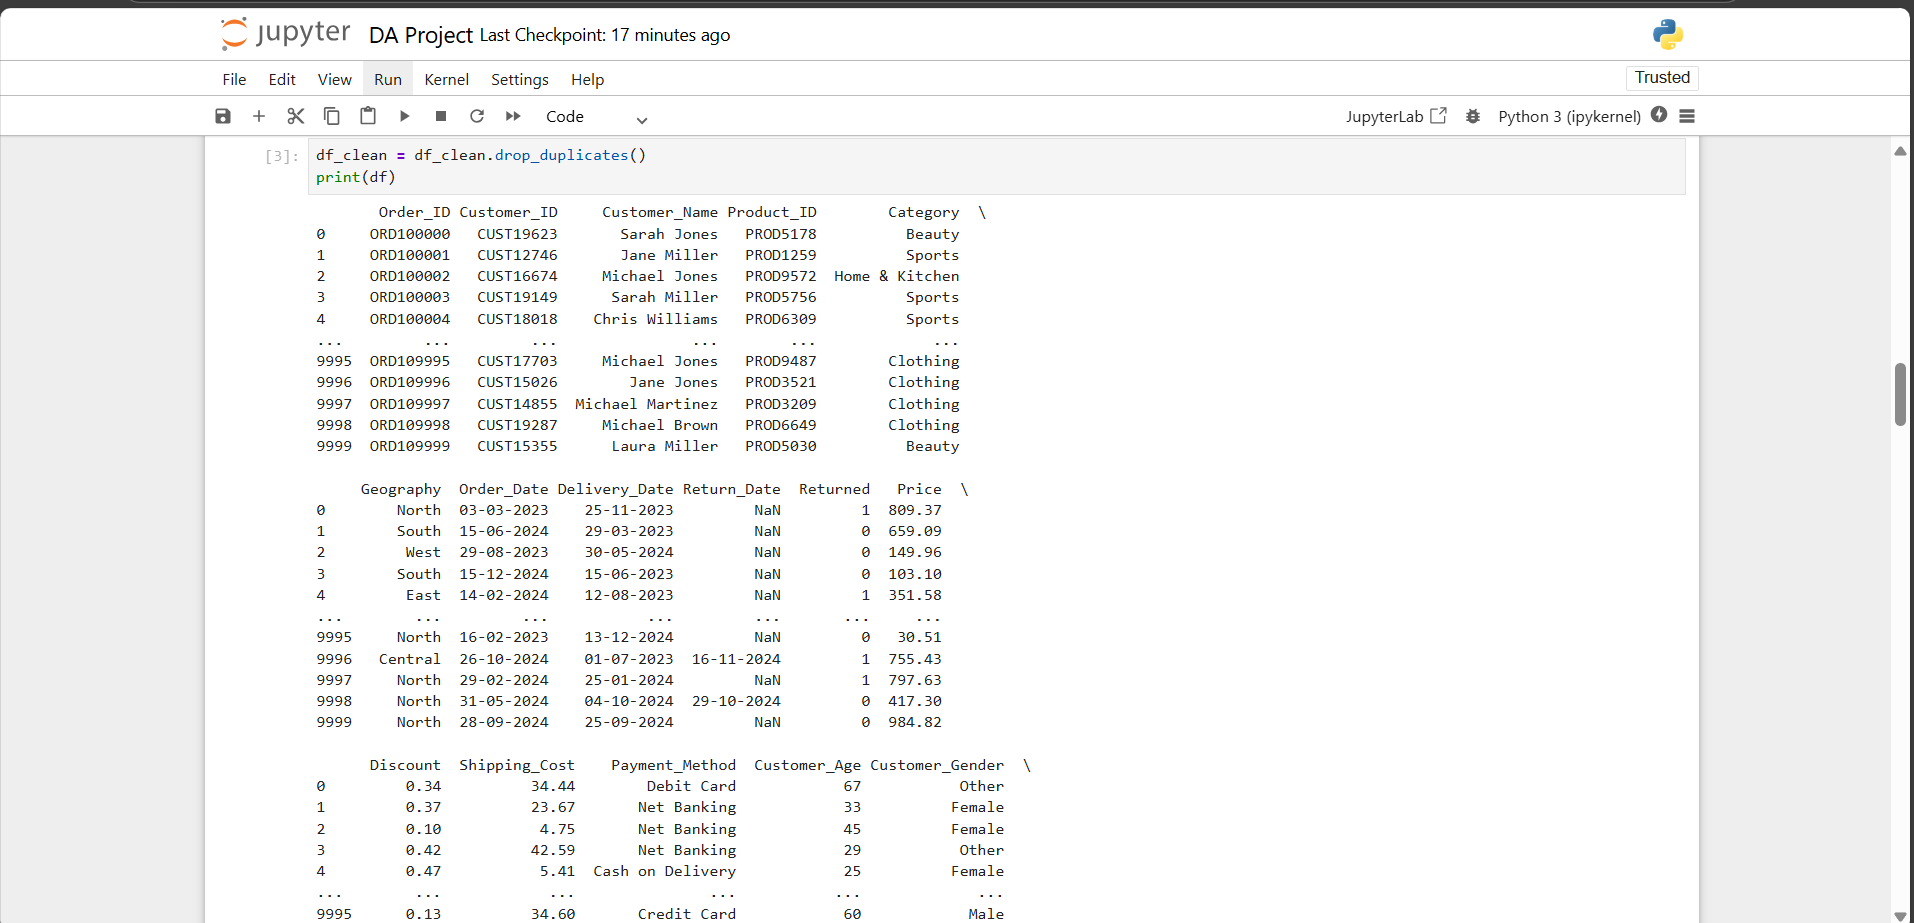 jupyter DA Project Last Checkpoint: 17 minutes ago
File Edit View Run Kernel Settings Help
Trusted
Code
JupyterLab Python 3 (ipykernel)
[3]: df_clean = df_clean.drop_duplicates()
print(df)
Order_ID Customer_ID Customer_Name Product_ID Category \
0 ORD100000 CUST19623 Sarah Jones PROD5178 Beauty
1 ORD100001 CUST12746 Jane Miller PROD1259 Sports
2 ORD100002 CUST16674 Michael Jones PROD9572 Home & Kitchen
3 ORD100003 CUST19149 Sarah Miller PROD5756 Sports
4 ORD100004 CUST18018 Chris Williams PROD6309 Sports
... ... ... ... ... ...
9995 ORD109995 CUST17703 Michael Jones PROD9487 Clothing
9996 ORD109996 CUST15026 Jane Jones PROD3521 Clothing
9997 ORD109997 CUST14855 Michael Martinez PROD3209 Clothing
9998 ORD109998 CUST19287 Michael Brown PROD6649 Clothing
9999 ORD109999 CUST15355 Laura Miller PROD5030 Beauty
Geography Order_Date Delivery_Date Return_Date Returned Price \
0 North 03-03-2023 25-11-2023 NaN 1 809.37
1 South 15-06-2024 29-03-2023 NaN 0 659.09
2 West 29-08-2023 30-05-2024 NaN 0 149.96
3 South 15-12-2024 15-06-2023 NaN 0 103.10
4 East 14-02-2024 12-08-2023 NaN 1 351.58
... ... ... ... ... ... ...
9995 North 16-02-2023 13-12-2024 NaN 0 30.51
9996 Central 26-10-2024 01-07-2023 16-11-2024 1 755.43
9997 North 29-02-2024 25-01-2024 NaN 1 797.63
9998 North 31-05-2024 04-10-2024 29-10-2024 0 417.30
9999 North 28-09-2024 25-09-2024 NaN 0 984.82
Discount Shipping_Cost Payment_Method Customer_Age Customer_Gender \
0 0.34 34.44 Debit Card 67 Other
1 0.37 23.67 Net Banking 33 Female
2 0.10 4.75 Net Banking 45 Female
3 0.42 42.59 Net Banking 29 Other
4 0.47 5.41 Cash on Delivery 25 Female
... ... ... ... ... ...
9995 0.13 34.60 Credit Card 60 Male